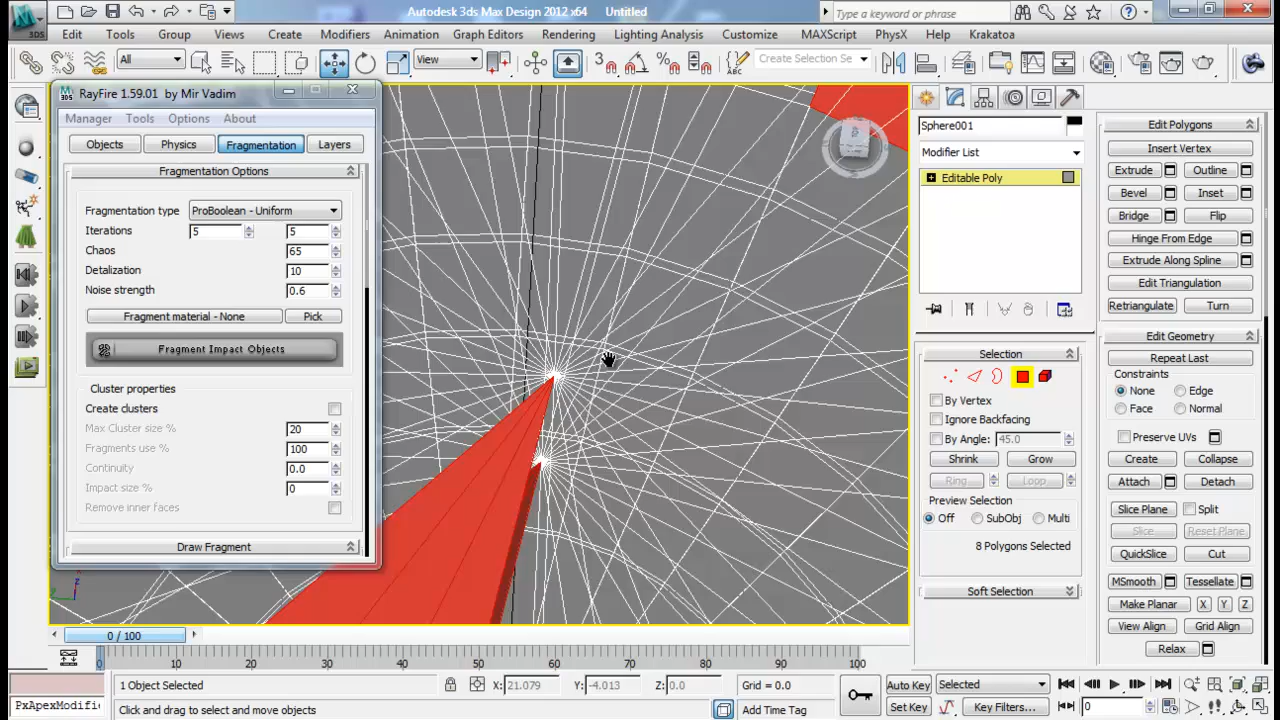 Autodesk 3ds Max Design 2012 x64 Untitled
Type a keyword or phrase
Edit Tools Group Views Create Modifiers Animation Graph Editors Rendering Lighting Analysis Customize MAXScript PhysX Help Krakatoa
All View Create Selection Se
RayFire 1.59.01 by Mir Vadim
Manager Tools Options About
Objects Physics Fragmentation Layers
Fragmentation Options
Fragmentation type ProBoolean - Uniform
Iterations 5 5
Chaos 65
Detalization 10
Noise strength 0.6
Fragment material - None Pick
Fragment Impact Objects
Cluster properties
Create clusters
Max Cluster size % 20
Fragments use % 100
Continuity 0.0
Impact size % 0
Remove inner faces
Draw Fragment
Sphere001
Modifier List
Editable Poly
Selection
By Vertex
Ignore Backfacing
By Angle: 45.0
Shrink Grow
Ring Loop
Preview Selection
Off SubObj Multi
8 Polygons Selected
Soft Selection
Edit Polygons
Insert Vertex
Extrude Outline
Bevel Inset
Bridge Flip
Hinge From Edge
Extrude Along Spline
Edit Triangulation
Retriangulate Turn
Edit Geometry
Repeat Last
Constraints
None Edge
Face Normal
Preserve UVs
Create Collapse
Attach Detach
Slice Plane Split
Slice Reset Plane
QuickSlice Cut
MSmooth Tessellate
Make Planar X Y Z
View Align Grid Align
Relax
0 / 100
0 10 20 30 40 50 60 70 80 90 100
1 Object Selected X: 21.079 Y: -4.013 Z: 0.0 Grid = 0.0 Auto Key Selected
PxApexModifi Click and drag to select and move objects Add Time Tag Set Key Key Filters... 0